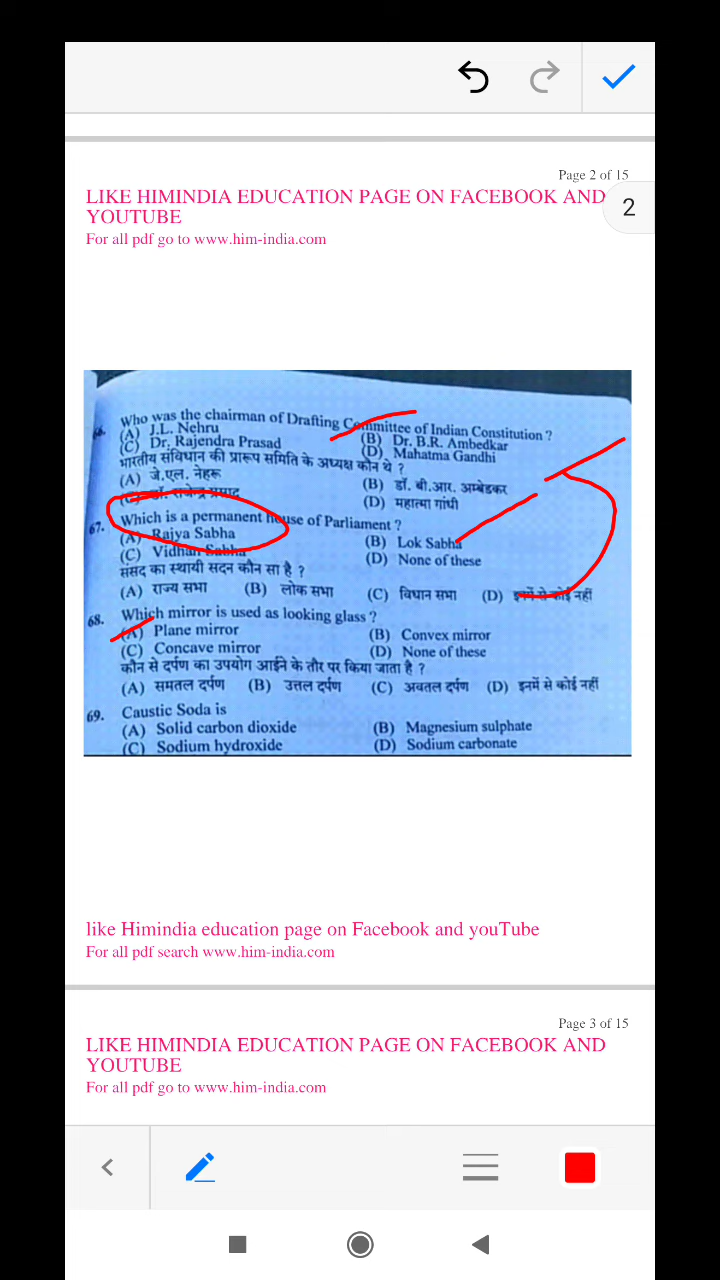 Page 2 of 15
LIKE HIMINDIA EDUCATION PAGE ON FACEBOOK AND
YOUTUBE
2
For all pdf go to www.him-india.com
Who was the chairman of Drafting Committee of Indian Constitution ?
(A) J.L. Nehru (B) Dr. B.R. Ambedkar
(C) Dr. Rajendra Prasad (D) Mahatma Gandhi
भारतीय संविधान की प्रारूप समिति के अध्यक्ष कौन थे ?
(A) जे.एल. नेहरू (B) डॉ. बी.आर. अम्बेडकर
(C) डॉ. राजेन्द्र प्रसाद (D) महात्मा गांधी
67. Which is a permanent house of Parliament ?
(A) Rajya Sabha (B) Lok Sabha
(C) Vidhan Sabha (D) None of these
संसद का स्थायी सदन कौन सा है ?
(A) राज्य सभा (B) लोक सभा (C) विधान सभा (D) इनमें से कोई नहीं
68. Which mirror is used as looking glass ?
(A) Plane mirror (B) Convex mirror
(C) Concave mirror (D) None of these
कौन से दर्पण का उपयोग आईने के तौर पर किया जाता है ?
(A) समतल दर्पण (B) उत्तल दर्पण (C) अवतल दर्पण (D) इनमें से कोई नहीं
69. Caustic Soda is
(A) Solid carbon dioxide (B) Magnesium sulphate
(C) Sodium hydroxide (D) Sodium carbonate
like Himindia education page on Facebook and youTube
For all pdf search www.him-india.com
Page 3 of 15
LIKE HIMINDIA EDUCATION PAGE ON FACEBOOK AND
YOUTUBE
For all pdf go to www.him-india.com